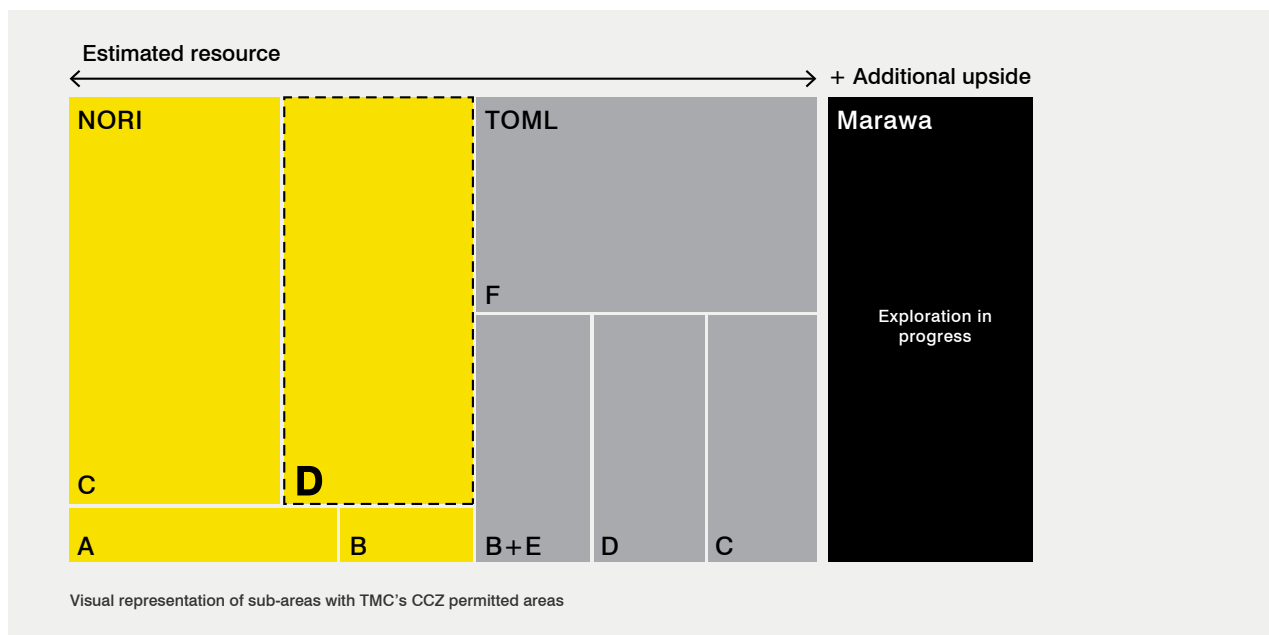 Estimated resource
+ Additional upside
NORI
TOML
Marawa
F
Exploration in
progress
C
D
A
B
B+E
D
C
Visual representation of sub-areas with TMC’s CCZ permitted areas